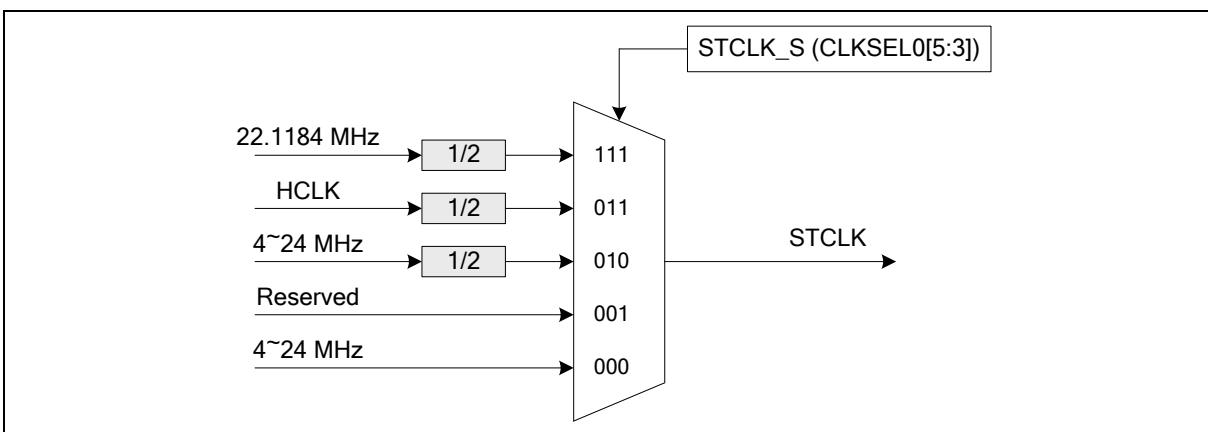 STCLK_S (CLKSEL0[5:3])
22.1184 MHz
1/2
111
HCLK
1/2
011
4~24 MHz
1/2
010
STCLK
Reserved
001
4~24 MHz
000